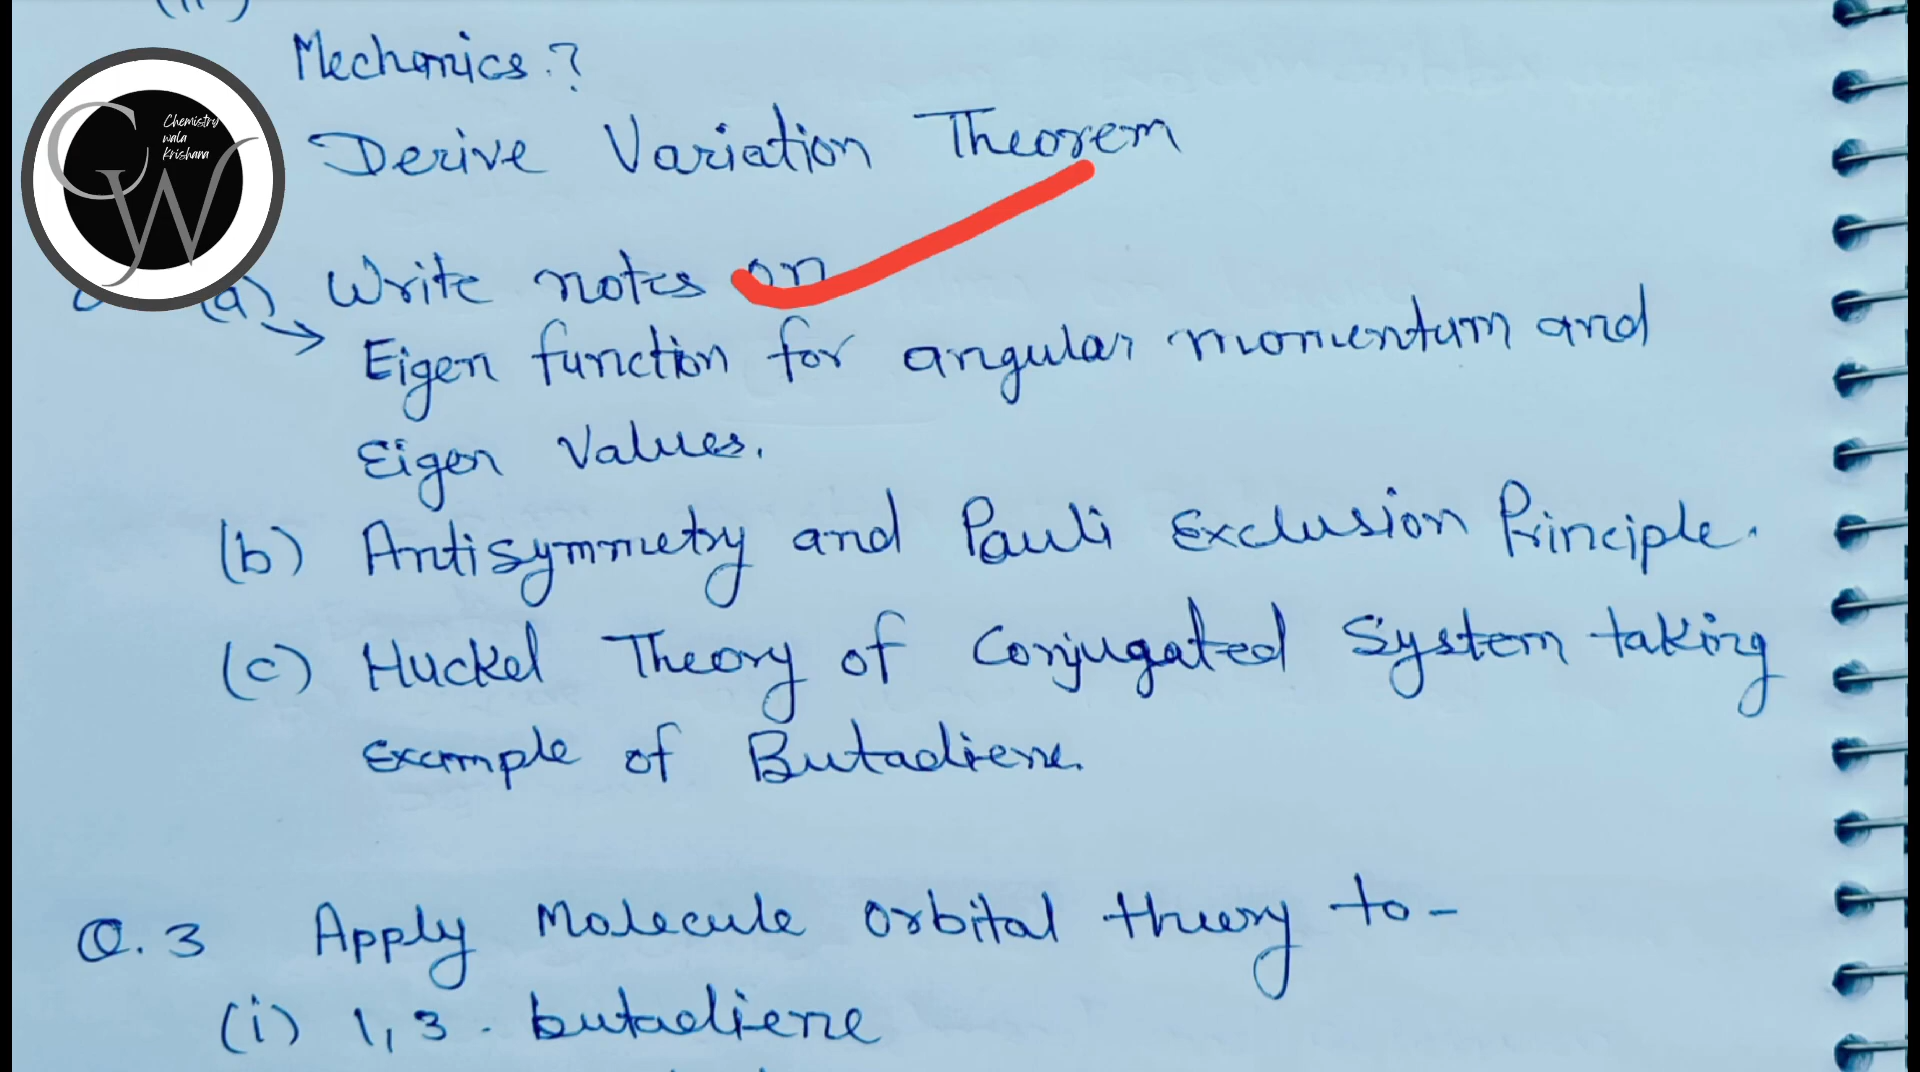 Mechanics.?
Chemistry
wala
Krishana
CW
Derive Variation Theorem
(a) Write notes on
→ Eigen function for angular momentum and
Eigen Values.
(b) Antisymmetry and Pauli Exclusion Principle.
(c) Huckel Theory of Conjugated System taking
example of Butadiene.
Q.3 Apply Molecule orbital theory to-
(i) 1,3-butadiene